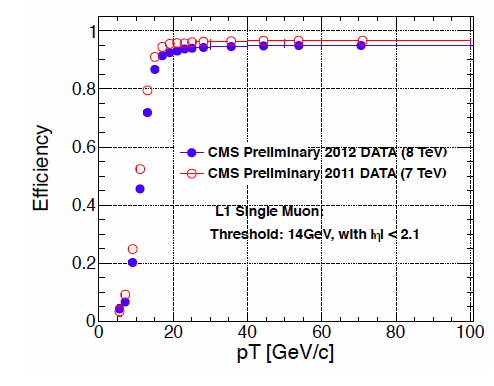 1
0.8
0.6
0.4
0.2
0
Efficiency
CMS Preliminary 2012 DATA (8 TeV)
CMS Preliminary 2011 DATA (7 TeV)
L1 Single Muon:
Threshold: 14GeV, with |η| < 2.1
0 20 40 60 80 100
pT [GeV/c]